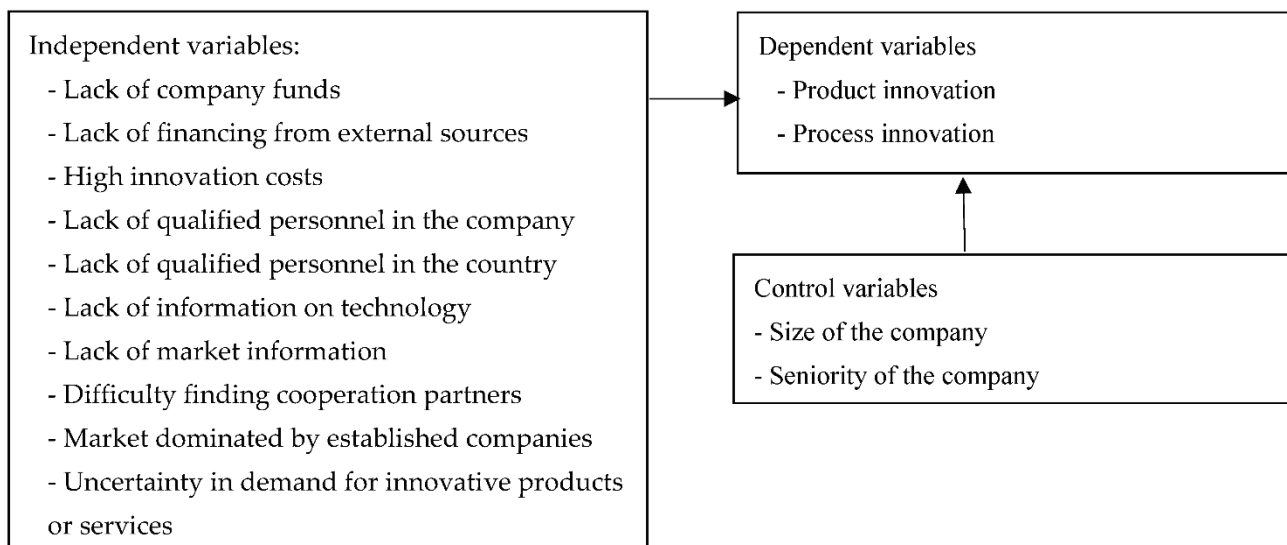 Independent variables:
- Lack of company funds
- Lack of financing from external sources
- High innovation costs
- Lack of qualified personnel in the company
- Lack of qualified personnel in the country
- Lack of information on technology
- Lack of market information
- Difficulty finding cooperation partners
- Market dominated by established companies
- Uncertainty in demand for innovative products
or services
Dependent variables
- Product innovation
- Process innovation
Control variables
- Size of the company
- Seniority of the company